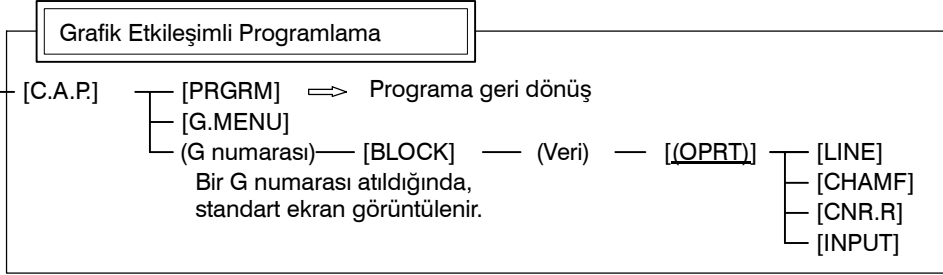 Grafik Etkileşimli Programlama
[C.A.P.] [PRGRM] Programa geri dönüş
[G.MENU]
(G numarası) [BLOCK] (Veri) [(OPRT)] [LINE]
Bir G numarası atıldığında, [CHAMF]
standart ekran görüntülenir. [CNR.R]
[INPUT]